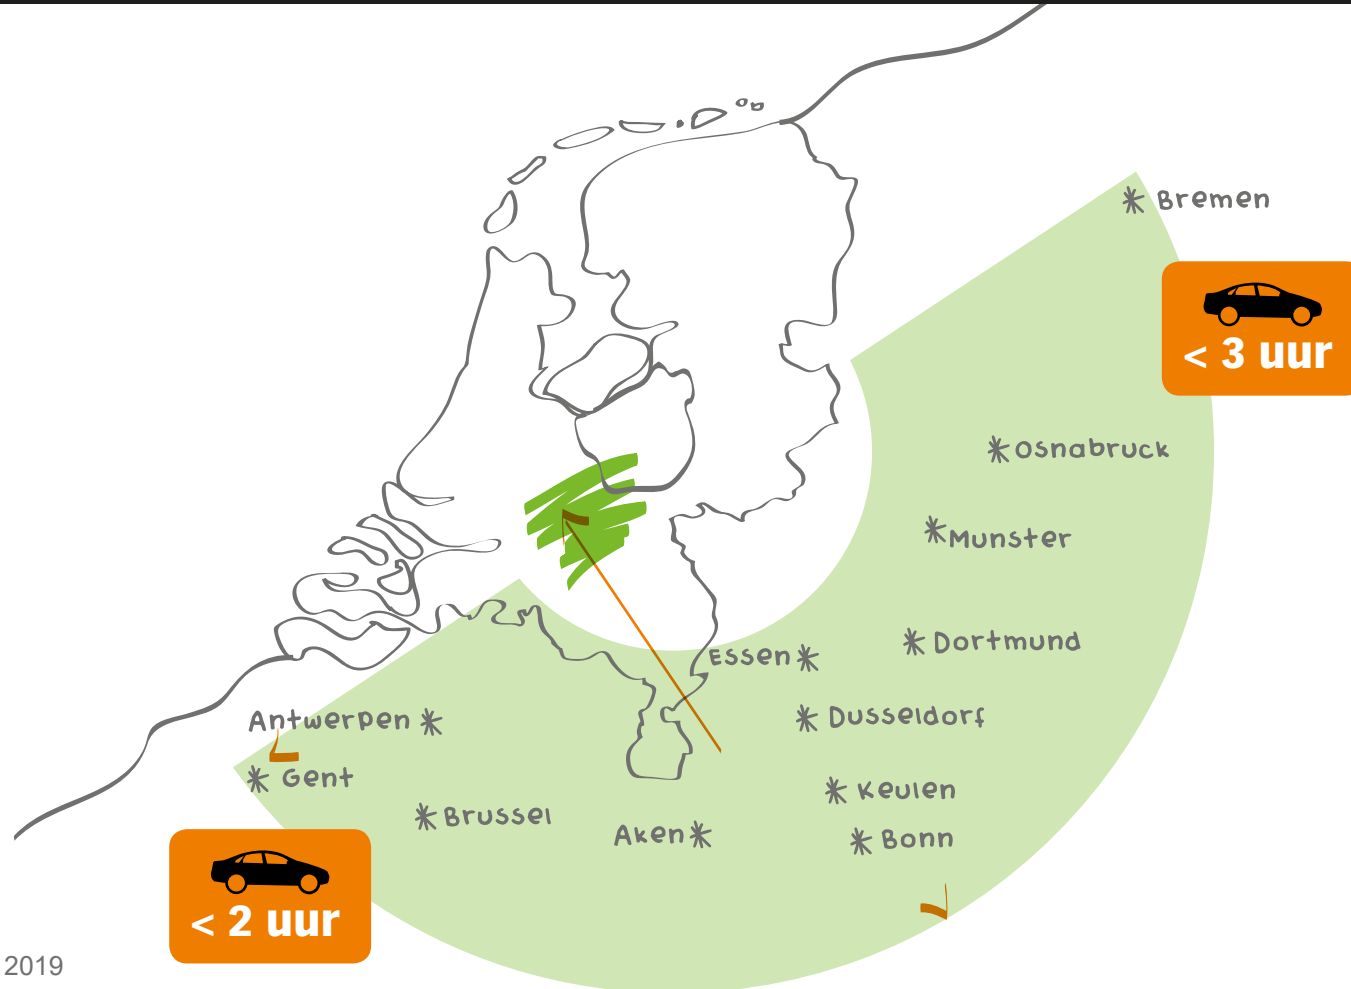 Bremen
< 3 uur
Osnabruck
Munster
Dortmund
Essen
Dusseldorf
Antwerpen
Gent
Keulen
Brussel
Aken
Bonn
< 2 uur
2019